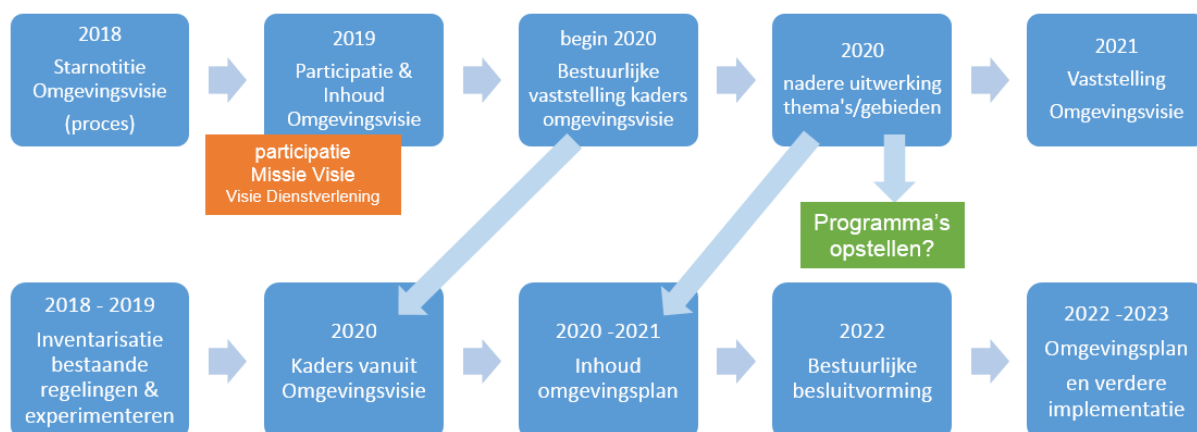 2018
Starnotitie
Omgevingsvisie
(proces)
2019
Participatie &
Inhoud
Omgevingsvisie
participatie
Missie Visie
Visie Dienstverlening
begin 2020
Bestuurlijke
vaststelling kaders
omgevingsvisie
2020
nadere uitwerking
thema's/gebieden
Programma's
opstellen?
2021
Vaststelling
Omgevingsvisie
2018 - 2019
Inventarisatie
bestaande
regelingen &
experimenteren
2020
Kaders vanuit
Omgevingsvisie
2020 -2021
Inhoud
omgevingsplan
2022
Bestuurlijke
besluitvorming
2022 -2023
Omgevingsplan
en verdere
implementatie